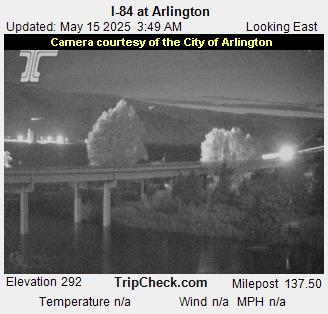 I-84 at Arlington
Updated: May 15 2025 3:49 AM Looking East
Camera courtesy of the City of Arlington
Elevation 292 TripCheck.com Milepost 137.50
Temperature n/a Wind n/a MPH n/a